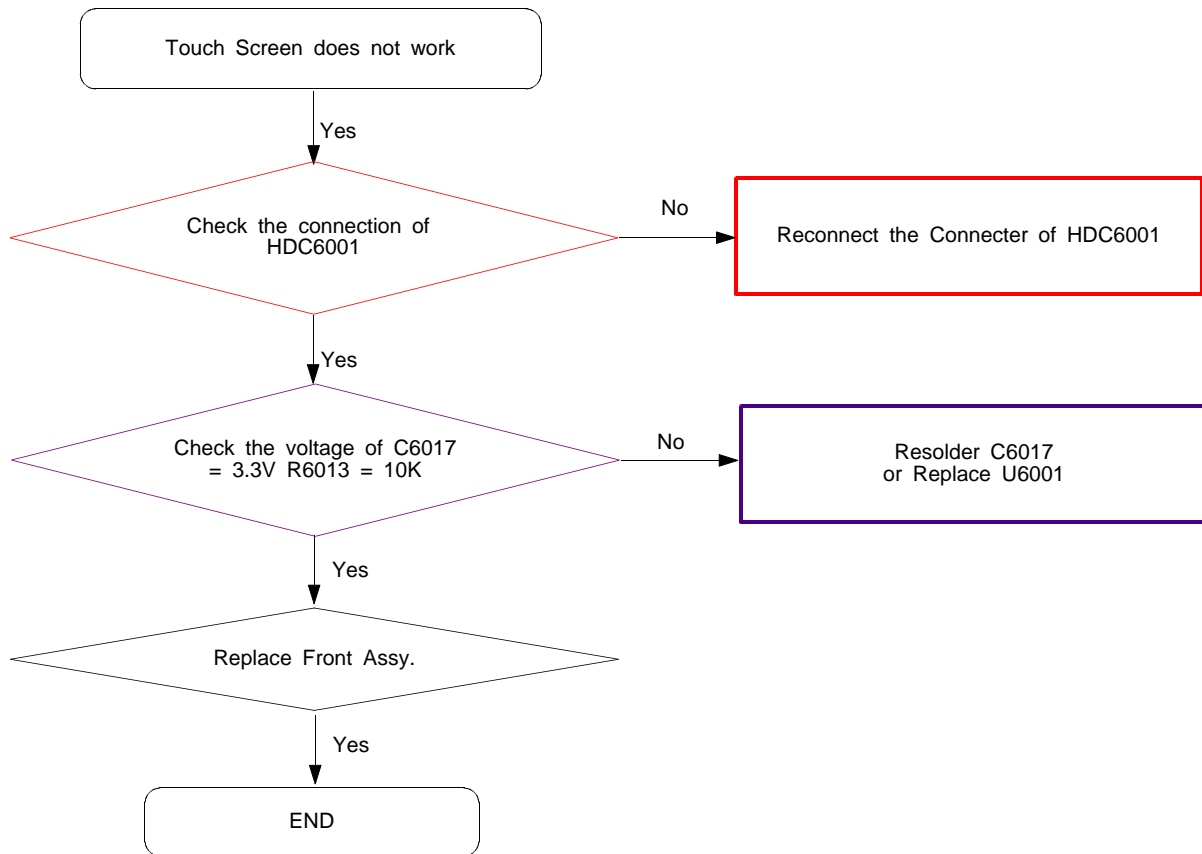 Touch Screen does not work
Yes
Check the connection of
HDC6001
No
Reconnect the Connecter of HDC6001
Yes
Check the voltage of C6017
= 3.3V R6013 = 10K
No
Resolder C6017
or Replace U6001
Yes
Replace Front Assy.
Yes
END